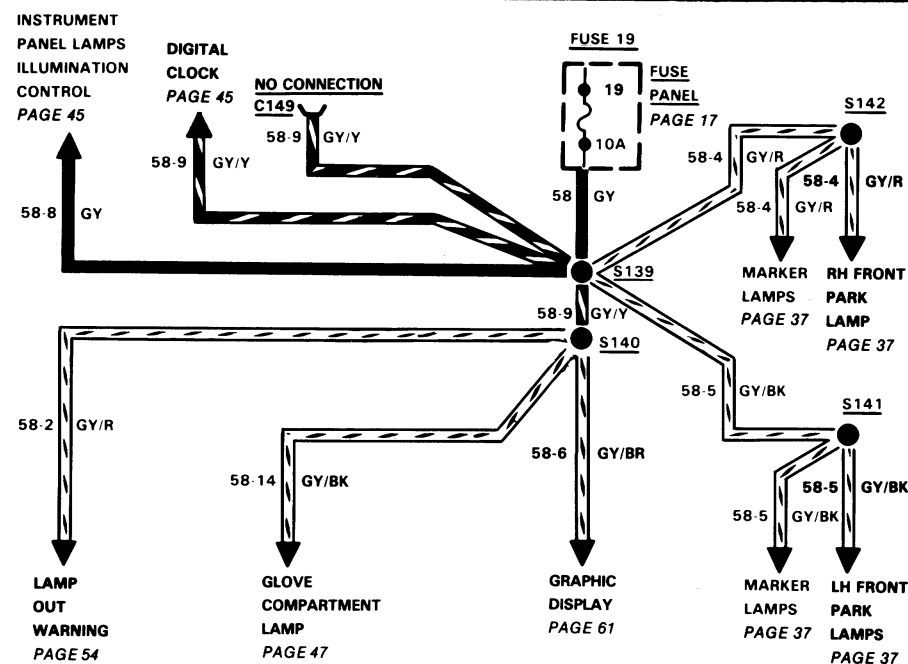 INSTRUMENT
PANEL LAMPS
ILLUMINATION
CONTROL
PAGE 45
DIGITAL
CLOCK
PAGE 45
NO CONNECTION
C149
FUSE 19
19
10A
FUSE
PANEL
PAGE 17
S142
58-9 GY/Y
58-9 GY/Y
58-8 GY
58 GY
58-4 GY/R
58-4 GY/R
58-4 GY/R
S139
MARKER
LAMPS
PAGE 37
RH FRONT
PARK
LAMP
PAGE 37
58-9 GY/Y
S140
58-5 GY/BK
S141
58-2 GY/R
58-14 GY/BK
58-6 GY/BR
58-5 GY/BK
58-5 GY/BK
LAMP
OUT
WARNING
PAGE 54
GLOVE
COMPARTMENT
LAMP
PAGE 47
GRAPHIC
DISPLAY
PAGE 61
MARKER
LAMPS
PAGE 37
LH FRONT
PARK
LAMPS
PAGE 37